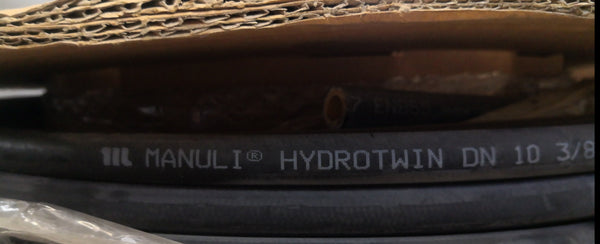 MANULI® HYDROTWIN DN 10 3/8